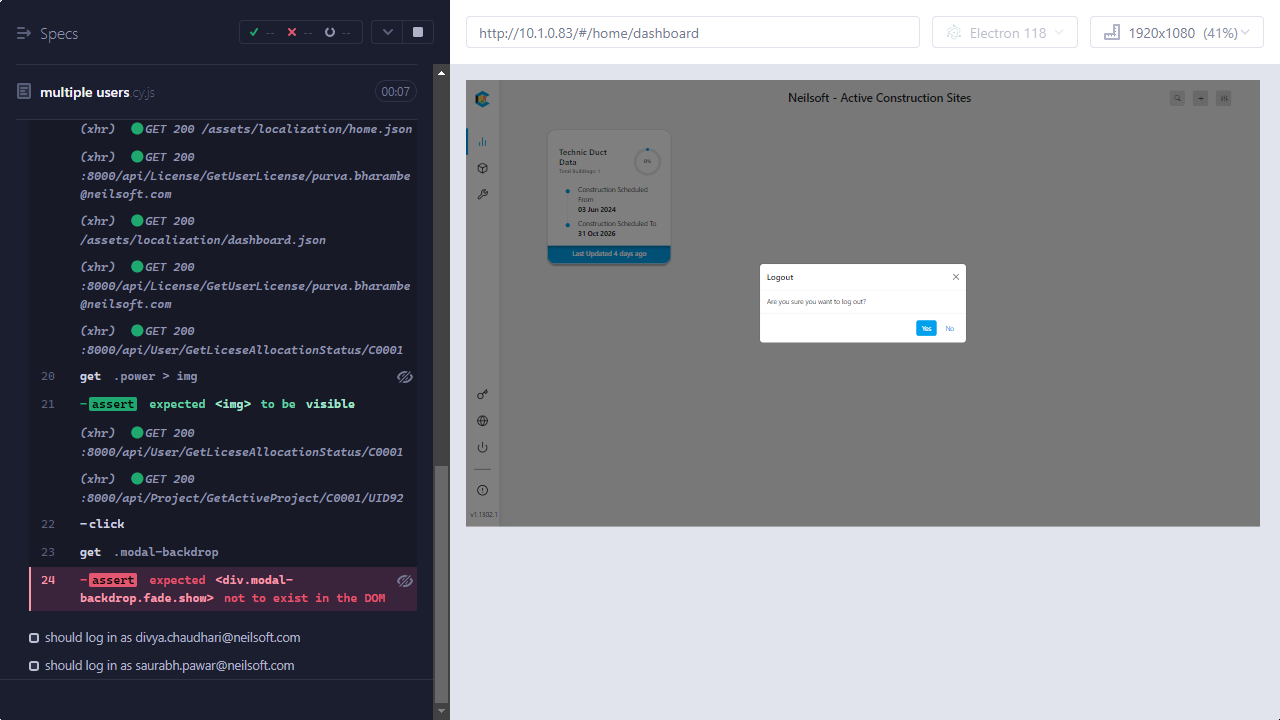 Specs
-- -- --
multiple users.cy.js
00:07
(xhr) GET 200 /assets/localization/home.json
(xhr) GET 200
:8000/api/License/GetUserLicense/purva.bharambe
@neilsoft.com
(xhr) GET 200
/assets/localization/dashboard.json
(xhr) GET 200
:8000/api/License/GetUserLicense/purva.bharambe
@neilsoft.com
(xhr) GET 200
:8000/api/User/GetLiceseAllocationStatus/C0001
20 get .power > img
21 -assert expected <img> to be visible
(xhr) GET 200
:8000/api/User/GetLiceseAllocationStatus/C0001
(xhr) GET 200
:8000/api/Project/GetActiveProject/C0001/UID92
22 -click
23 get .modal-backdrop
24 -assert expected <div.modal-
backdrop.fade.show> not to exist in the DOM
should log in as divya.chaudhari@neilsoft.com
should log in as saurabh.pawar@neilsoft.com
http://10.1.0.83/#/home/dashboard
Electron 118
1920x1080 (41%)
Neilsoft - Active Construction Sites
Technic Duct
Data
Total Buildings: 1
0%
Construction Scheduled
From
03 Jun 2024
Construction Scheduled To
31 Oct 2026
Last Updated 4 days ago
Logout
Are you sure you want to log out?
Yes
No
v1.1302.1